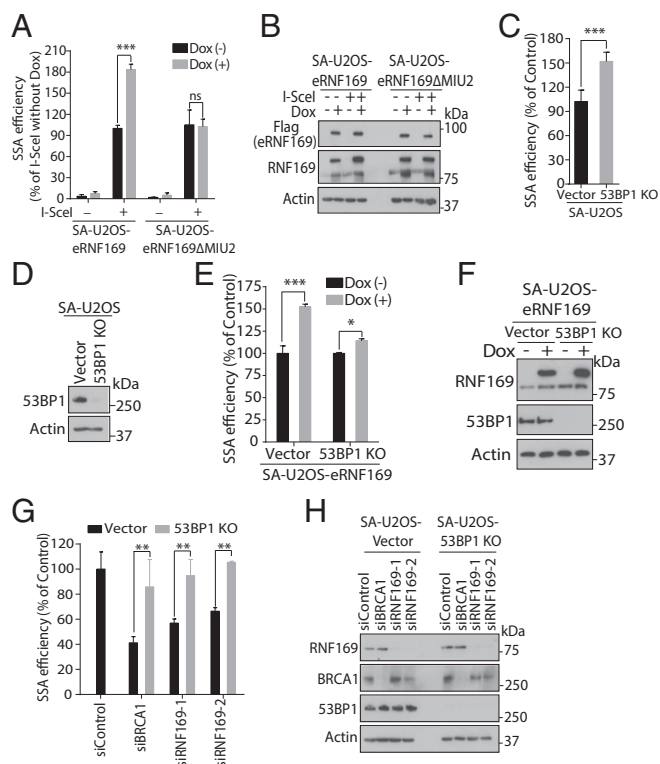 A
Dox (-)
Dox (+)
SSA efficiency
(% of I-SceI without Dox)
210
180
150
120
90
60
30
0
***
ns
I-SceI
– + – +
SA-U2OS-
eRNF169
SA-U2OS-
eRNF169ΔMIU2
B
SA-U2OS-
eRNF169
SA-U2OS-
eRNF169ΔMIU2
I-SceI - - + + - - + +
Dox - + - + - + - + kDa
Flag
(eRNF169)
-100
RNF169
-75
Actin
-37
C
SSA efficiency (% of Control)
200
150
100
50
0
***
Vector 53BP1 KO
SA-U2OS
D
SA-U2OS
Vector
53BP1 KO
kDa
53BP1
-250
Actin
-37
E
Dox (-)
Dox (+)
SSA efficiency (% of Control)
175
150
125
100
75
50
25
0
***
*
Vector 53BP1 KO
SA-U2OS-eRNF169
F
SA-U2OS-
eRNF169
Vector 53BP1 KO
Dox - + - + kDa
RNF169
-75
53BP1
-250
Actin
-37
G
Vector 53BP1 KO
SSA efficiency (% of Control)
120
100
80
60
40
20
0
** ** **
siControl
siBRCA1
siRNF169-1
siRNF169-2
H
SA-U2OS-
Vector
SA-U2OS-
53BP1 KO
siControl
siBRCA1
siRNF169-1
siRNF169-2
siControl
siBRCA1
siRNF169-1
siRNF169-2
kDa
RNF169
-75
BRCA1
-250
53BP1
-250
Actin
-37